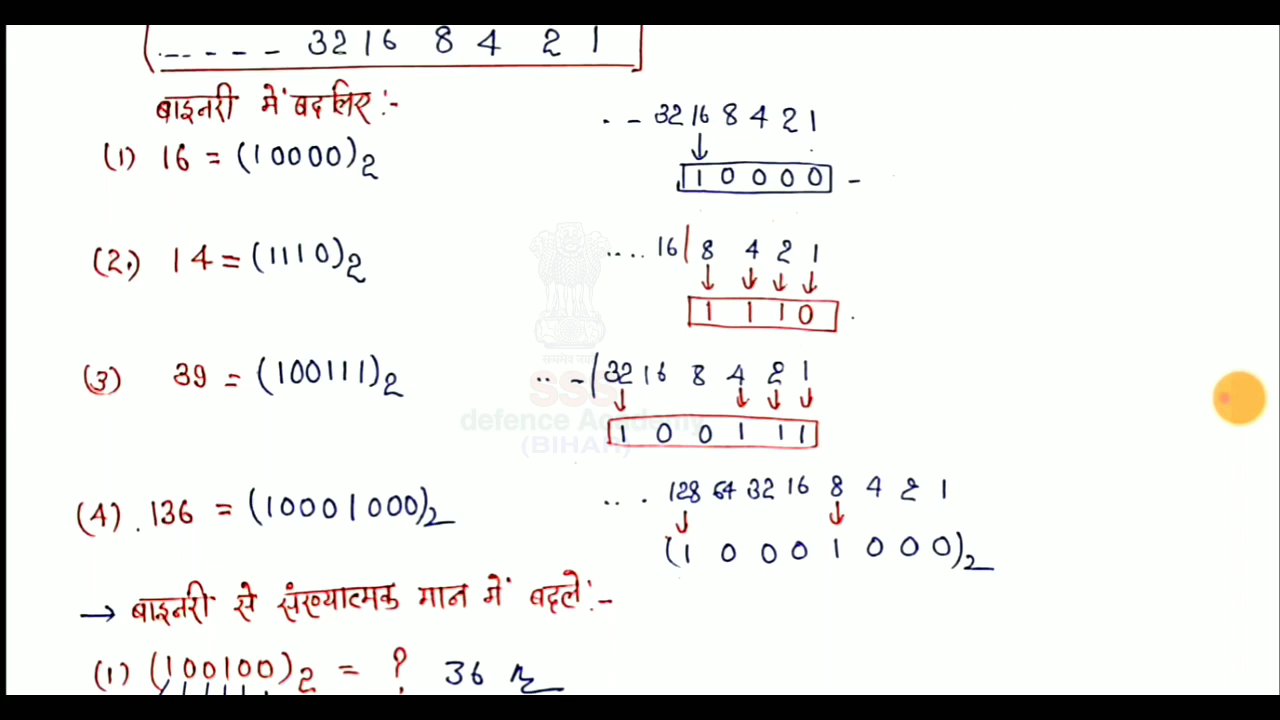 (..- - - - 32 16 8 4 2 1
बाइनरी में बदलिए :-
. - 32 16 8 4 2 1
(1) 16 = (10000)2
1 0 0 0 0 -
(2.) 14 = (1110)2
.... 16 | 8 4 2 1
1 1 1 0 .
(3) 39 = (100111)2
.. - ( 32 16 8 4 2 1
SSS
defence Academy
1 0 0 1 1 1
(BIHAR)
(4) . 136 = (10001000)2
.. . 128 64 32 16 8 4 2 1
(1 0 0 0 1 0 0 0)2
→ बाइनरी से संख्यात्मक मान में बदले :-
(1) (100100)2 = ? 36